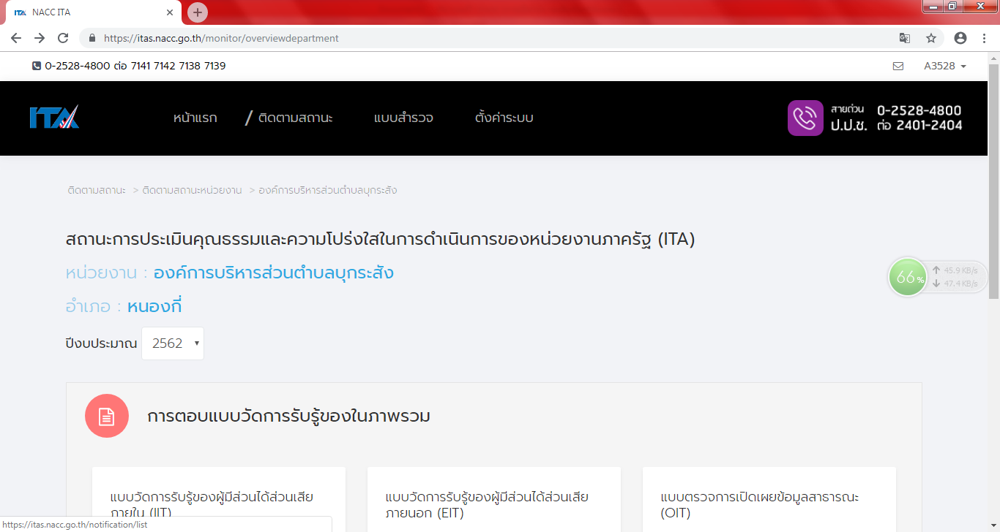 NACC ITA
https://itas.nacc.go.th/monitor/overviewdepartment
0-2528-4800 ต่อ 7141 7142 7138 7139
A3528
ITA
หน้าแรก / ติดตามสถานะ แบบสำรวจ ตั้งค่าระบบ
สายด่วน 0-2528-4800
ป.ป.ช. ต่อ 2401-2404
ติดตามสถานะ > ติดตามสถานะหน่วยงาน > องค์การบริหารส่วนตำบลบุกระสัง
สถานะการประเมินคุณธรรมและความโปร่งใสในการดำเนินการของหน่วยงานภาครัฐ (ITA)
หน่วยงาน : องค์การบริหารส่วนตำบลบุกระสัง
66% 45.9 KB/s
47.4 KB/s
อำเภอ : หนองกี่
ปีงบประมาณ 2562
การตอบแบบวัดการรับรู้ของในภาพรวม
แบบวัดการรับรู้ของผู้มีส่วนได้ส่วนเสีย
ภายใน (IIT)
แบบวัดการรับรู้ของผู้มีส่วนได้ส่วนเสีย
ภายนอก (EIT)
แบบตรวจการเปิดเผยข้อมูลสาธารณะ
(OIT)
https://itas.nacc.go.th/notification/list